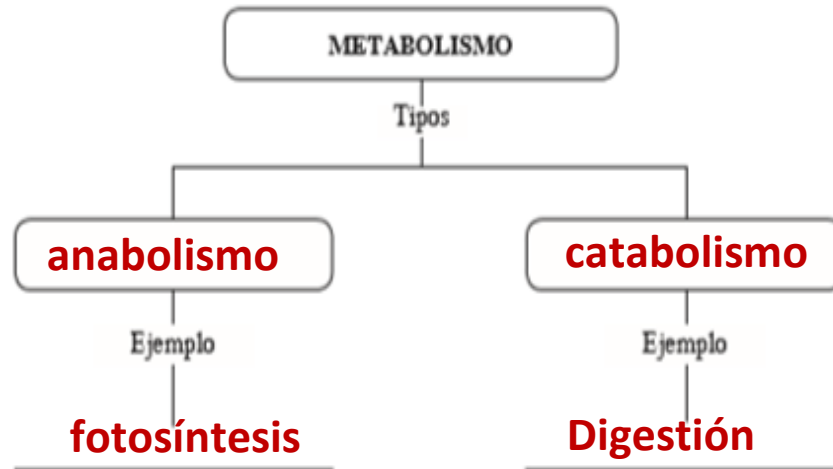 METABOLISMO
Tipos
anabolismo
catabolismo
Ejemplo
Ejemplo
fotosíntesis
Digestión